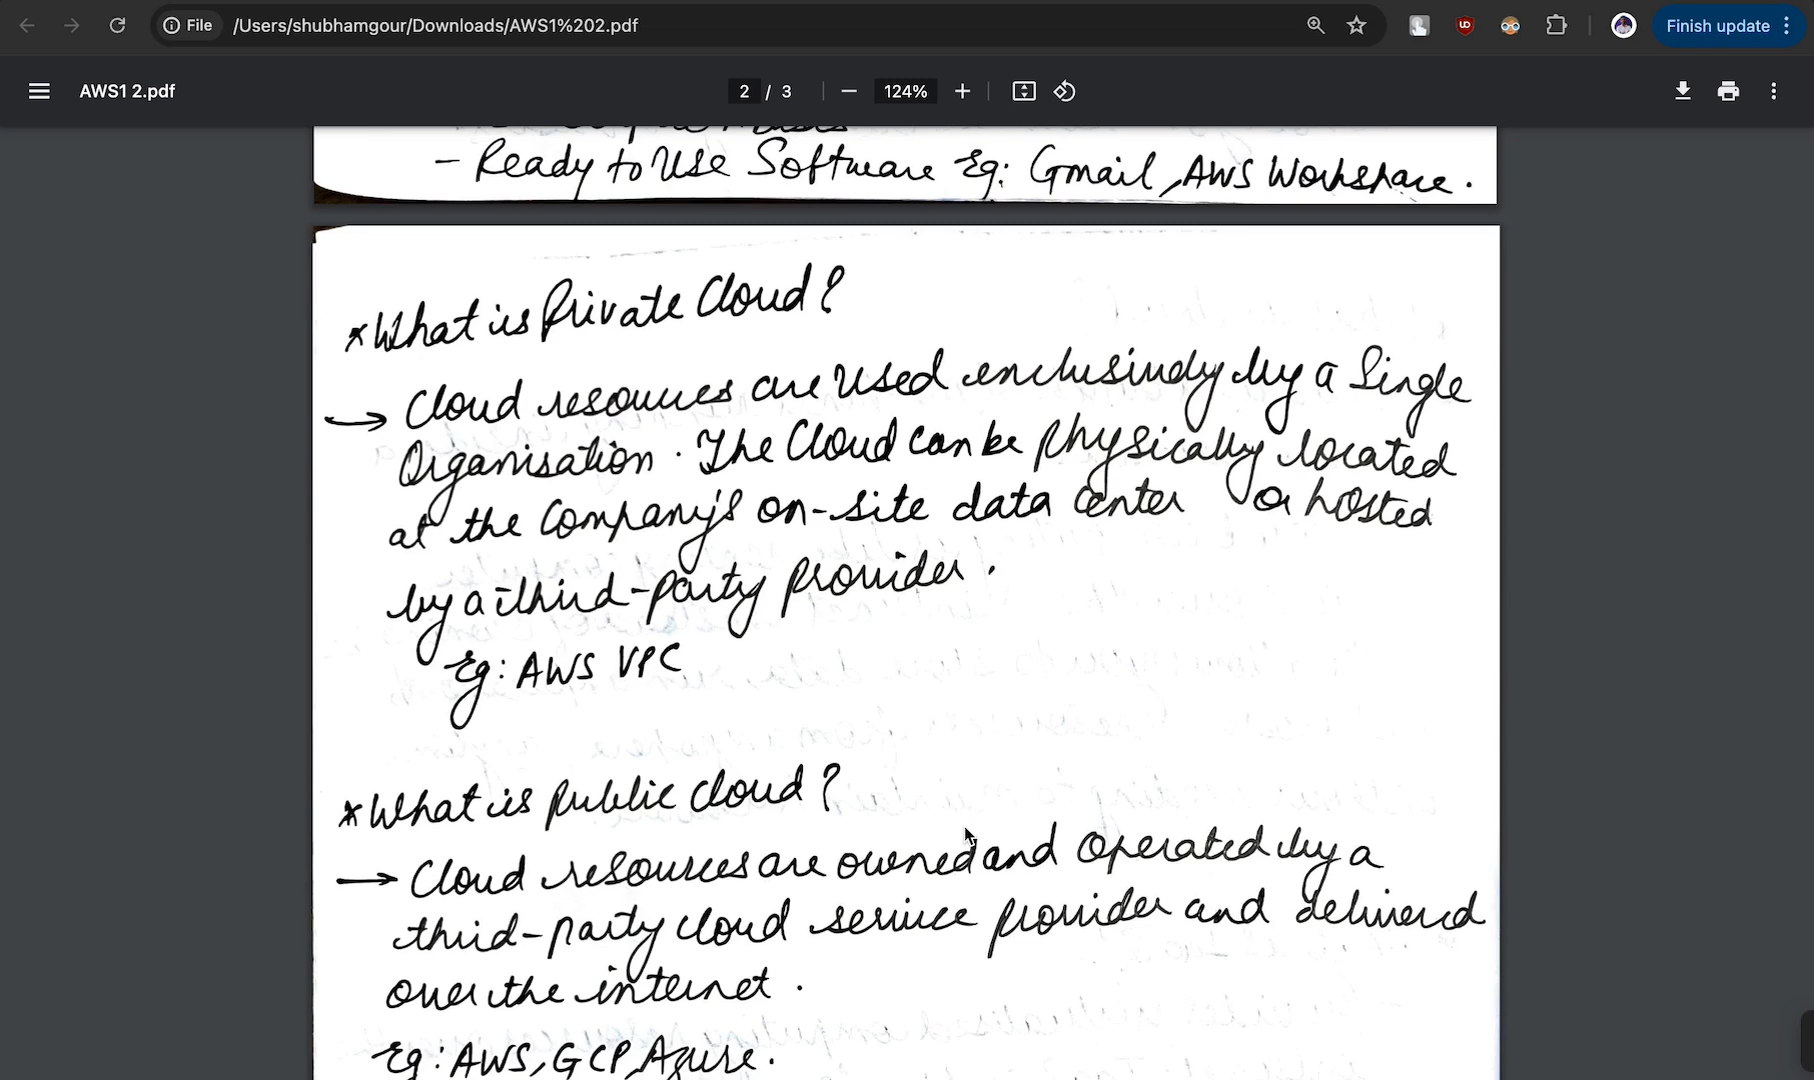 File /Users/shubhamgour/Downloads/AWS1%202.pdf Finish update
AWS1 2.pdf 2 / 3 124%
- Ready to Use Software Eg: Gmail, AWS Workspace.
*What is Private Cloud?
→ Cloud resources are Used exclusively by a Single
Organisation. The Cloud can be physically located
at the Company's on-site data center or hosted
by a third-party provider.
Eg: AWS VPC
*What is public cloud?
→ Cloud resources are owned and operated by a
third-party cloud service provider and delivered
over the internet.
Eg: AWS, GCP, Azure.